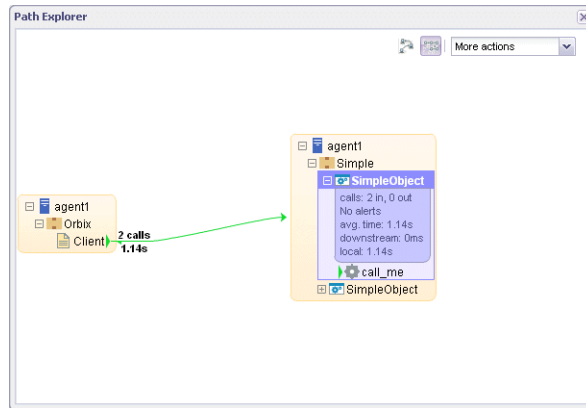 Path Explorer
More actions
agent1
Simple
SimpleObject
calls: 2 in, 0 out
No alerts
avg. time: 1.14s
downstream: 0ms
local: 1.14s
call_me
SimpleObject
agent1
Orbix
Client
2 calls
1.14s